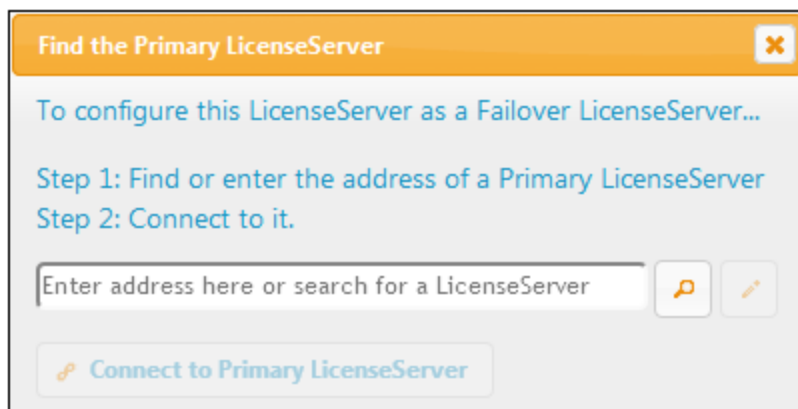 Find the Primary LicenseServer
To configure this LicenseServer as a Failover LicenseServer...
Step 1: Find or enter the address of a Primary LicenseServer
Step 2: Connect to it.
Enter address here or search for a LicenseServer
Connect to Primary LicenseServer